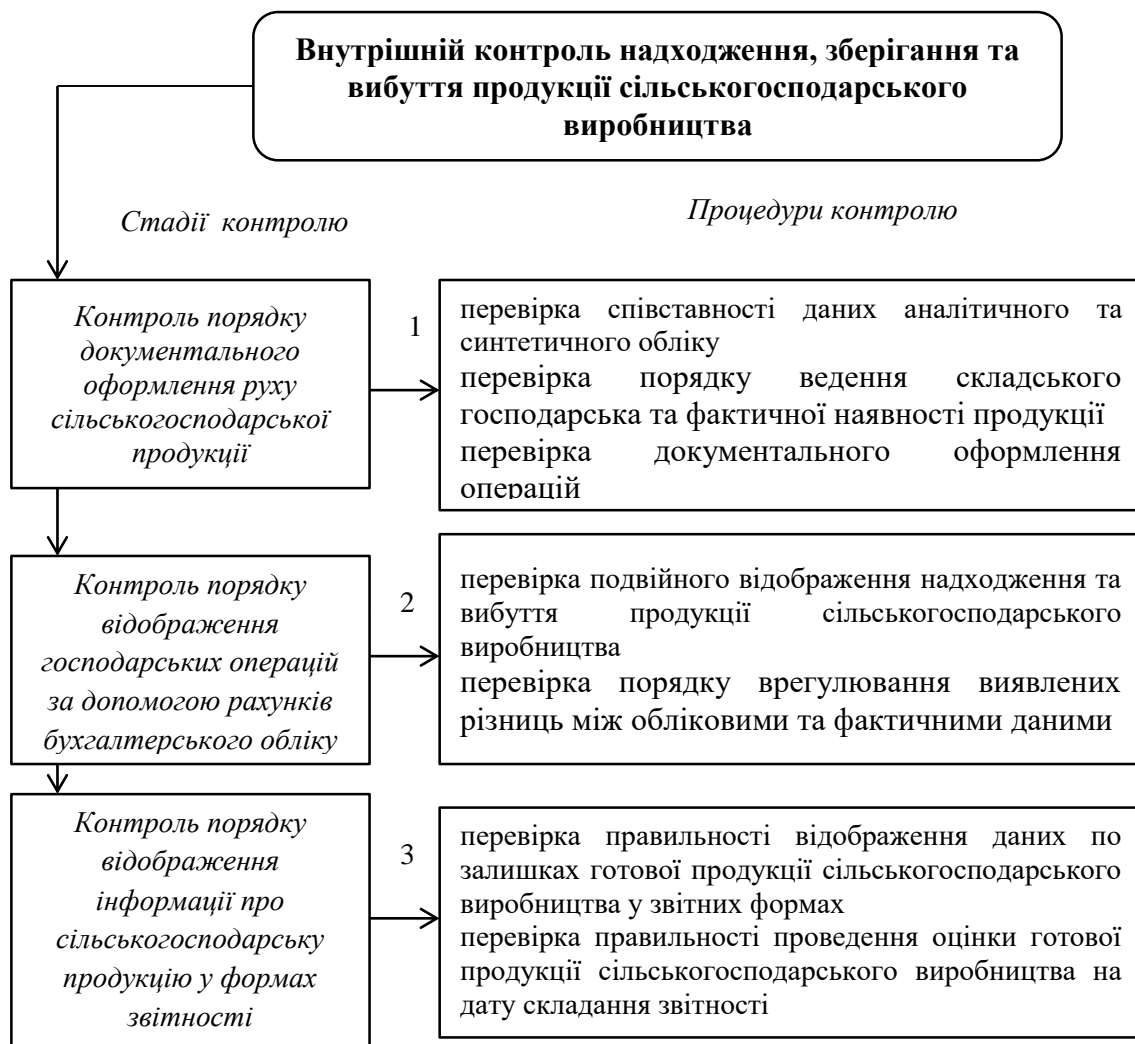 Внутрішній контроль надходження, зберігання та
вибуття продукції сільськогосподарського
виробництва
Стадії контролю
Процедури контролю
Контроль порядку
документального
оформлення руху
сільськогосподарської
продукції
1
перевірка співставності даних аналітичного та
синтетичного обліку
перевірка порядку ведення складського
господарська та фактичної наявності продукції
перевірка документального оформлення
операцій
Контроль порядку
відображення
господарських операцій
за допомогою рахунків
бухгалтерського обліку
2
перевірка подвійного відображення надходження та
вибуття продукції сільськогосподарського
виробництва
перевірка порядку врегулювання виявлених
різниць між обліковими та фактичними даними
Контроль порядку
відображення
інформації про
сільськогосподарську
продукцію у формах
звітності
3
перевірка правильності відображення даних по
залишках готової продукції сільськогосподарського
виробництва у звітних формах
перевірка правильності проведення оцінки готової
продукції сільськогосподарського виробництва на
дату складання звітності